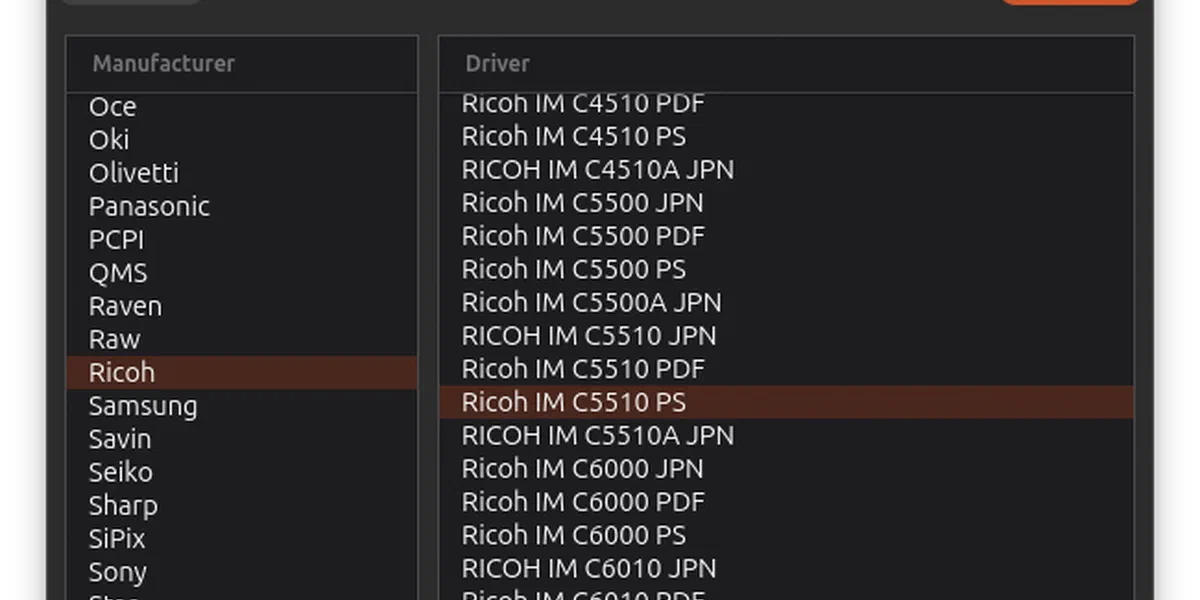 Manufacturer
Oce
Oki
Olivetti
Panasonic
PCPI
QMS
Raven
Raw
Ricoh
Samsung
Savin
Seiko
Sharp
SiPix
Sony
Driver
Ricoh IM C4510 PDF
Ricoh IM C4510 PS
RICOH IM C4510A JPN
Ricoh IM C5500 JPN
Ricoh IM C5500 PDF
Ricoh IM C5500 PS
Ricoh IM C5500A JPN
RICOH IM C5510 JPN
Ricoh IM C5510 PDF
Ricoh IM C5510 PS
RICOH IM C5510A JPN
Ricoh IM C6000 JPN
Ricoh IM C6000 PDF
Ricoh IM C6000 PS
RICOH IM C6010 JPN
Ricoh IM C6010 PDF